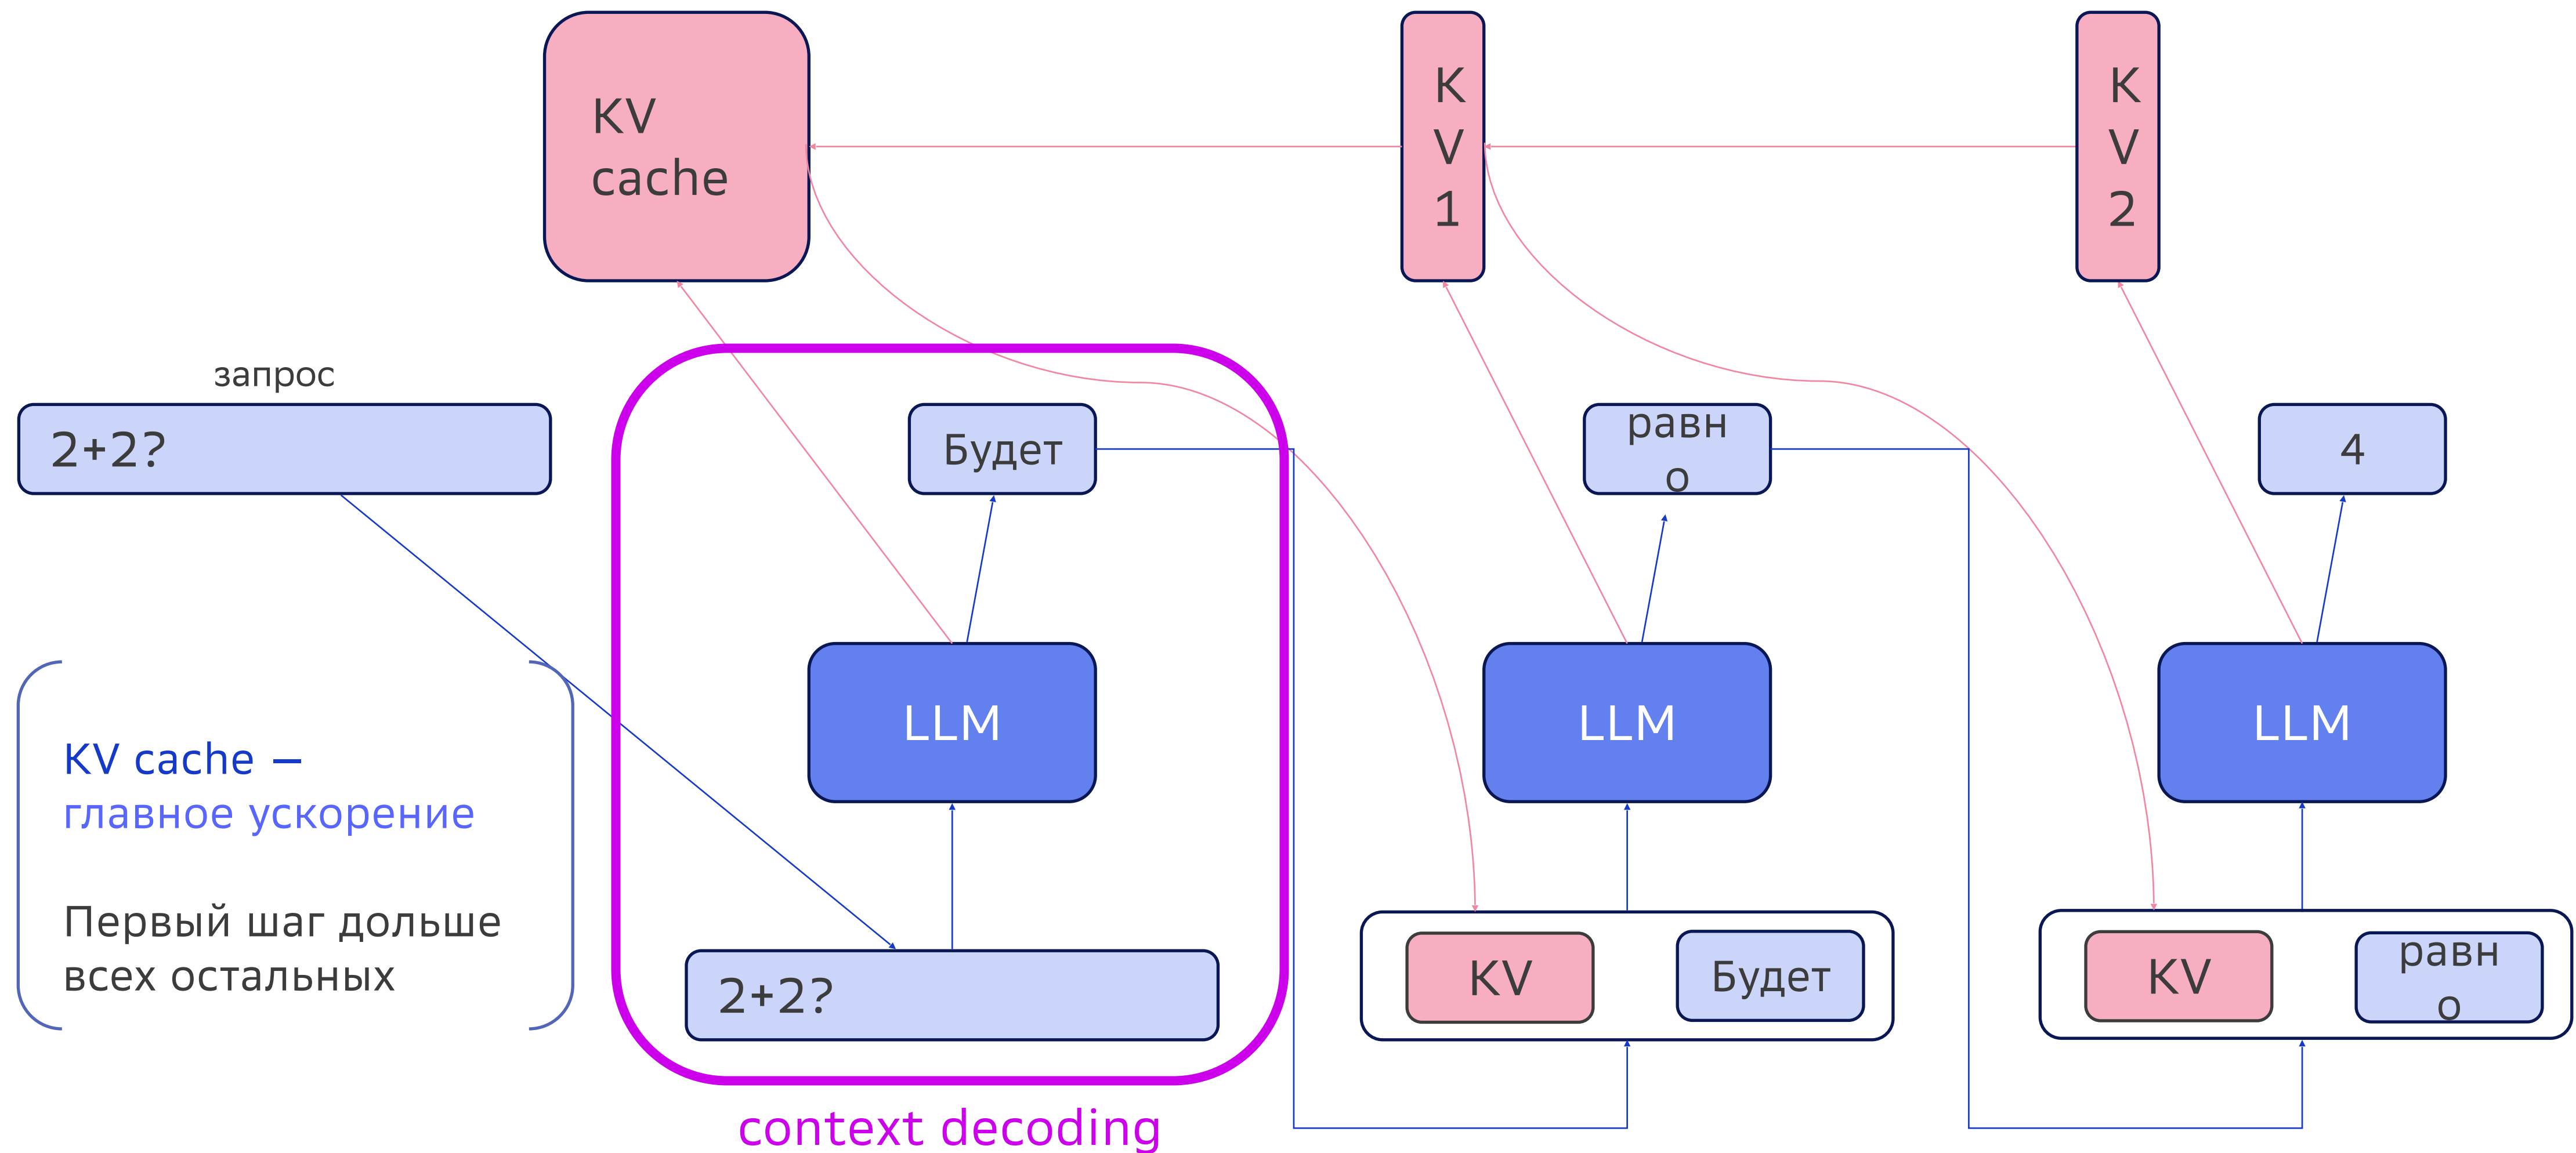 KV
cache
K
V
1
K
V
2
запрос
2+2?
Будет
равн
о
4
LLM
LLM
LLM
KV cache –
главное ускорение
Первый шаг дольше
всех остальных
2+2?
KV
Будет
KV
равн
о
context decoding